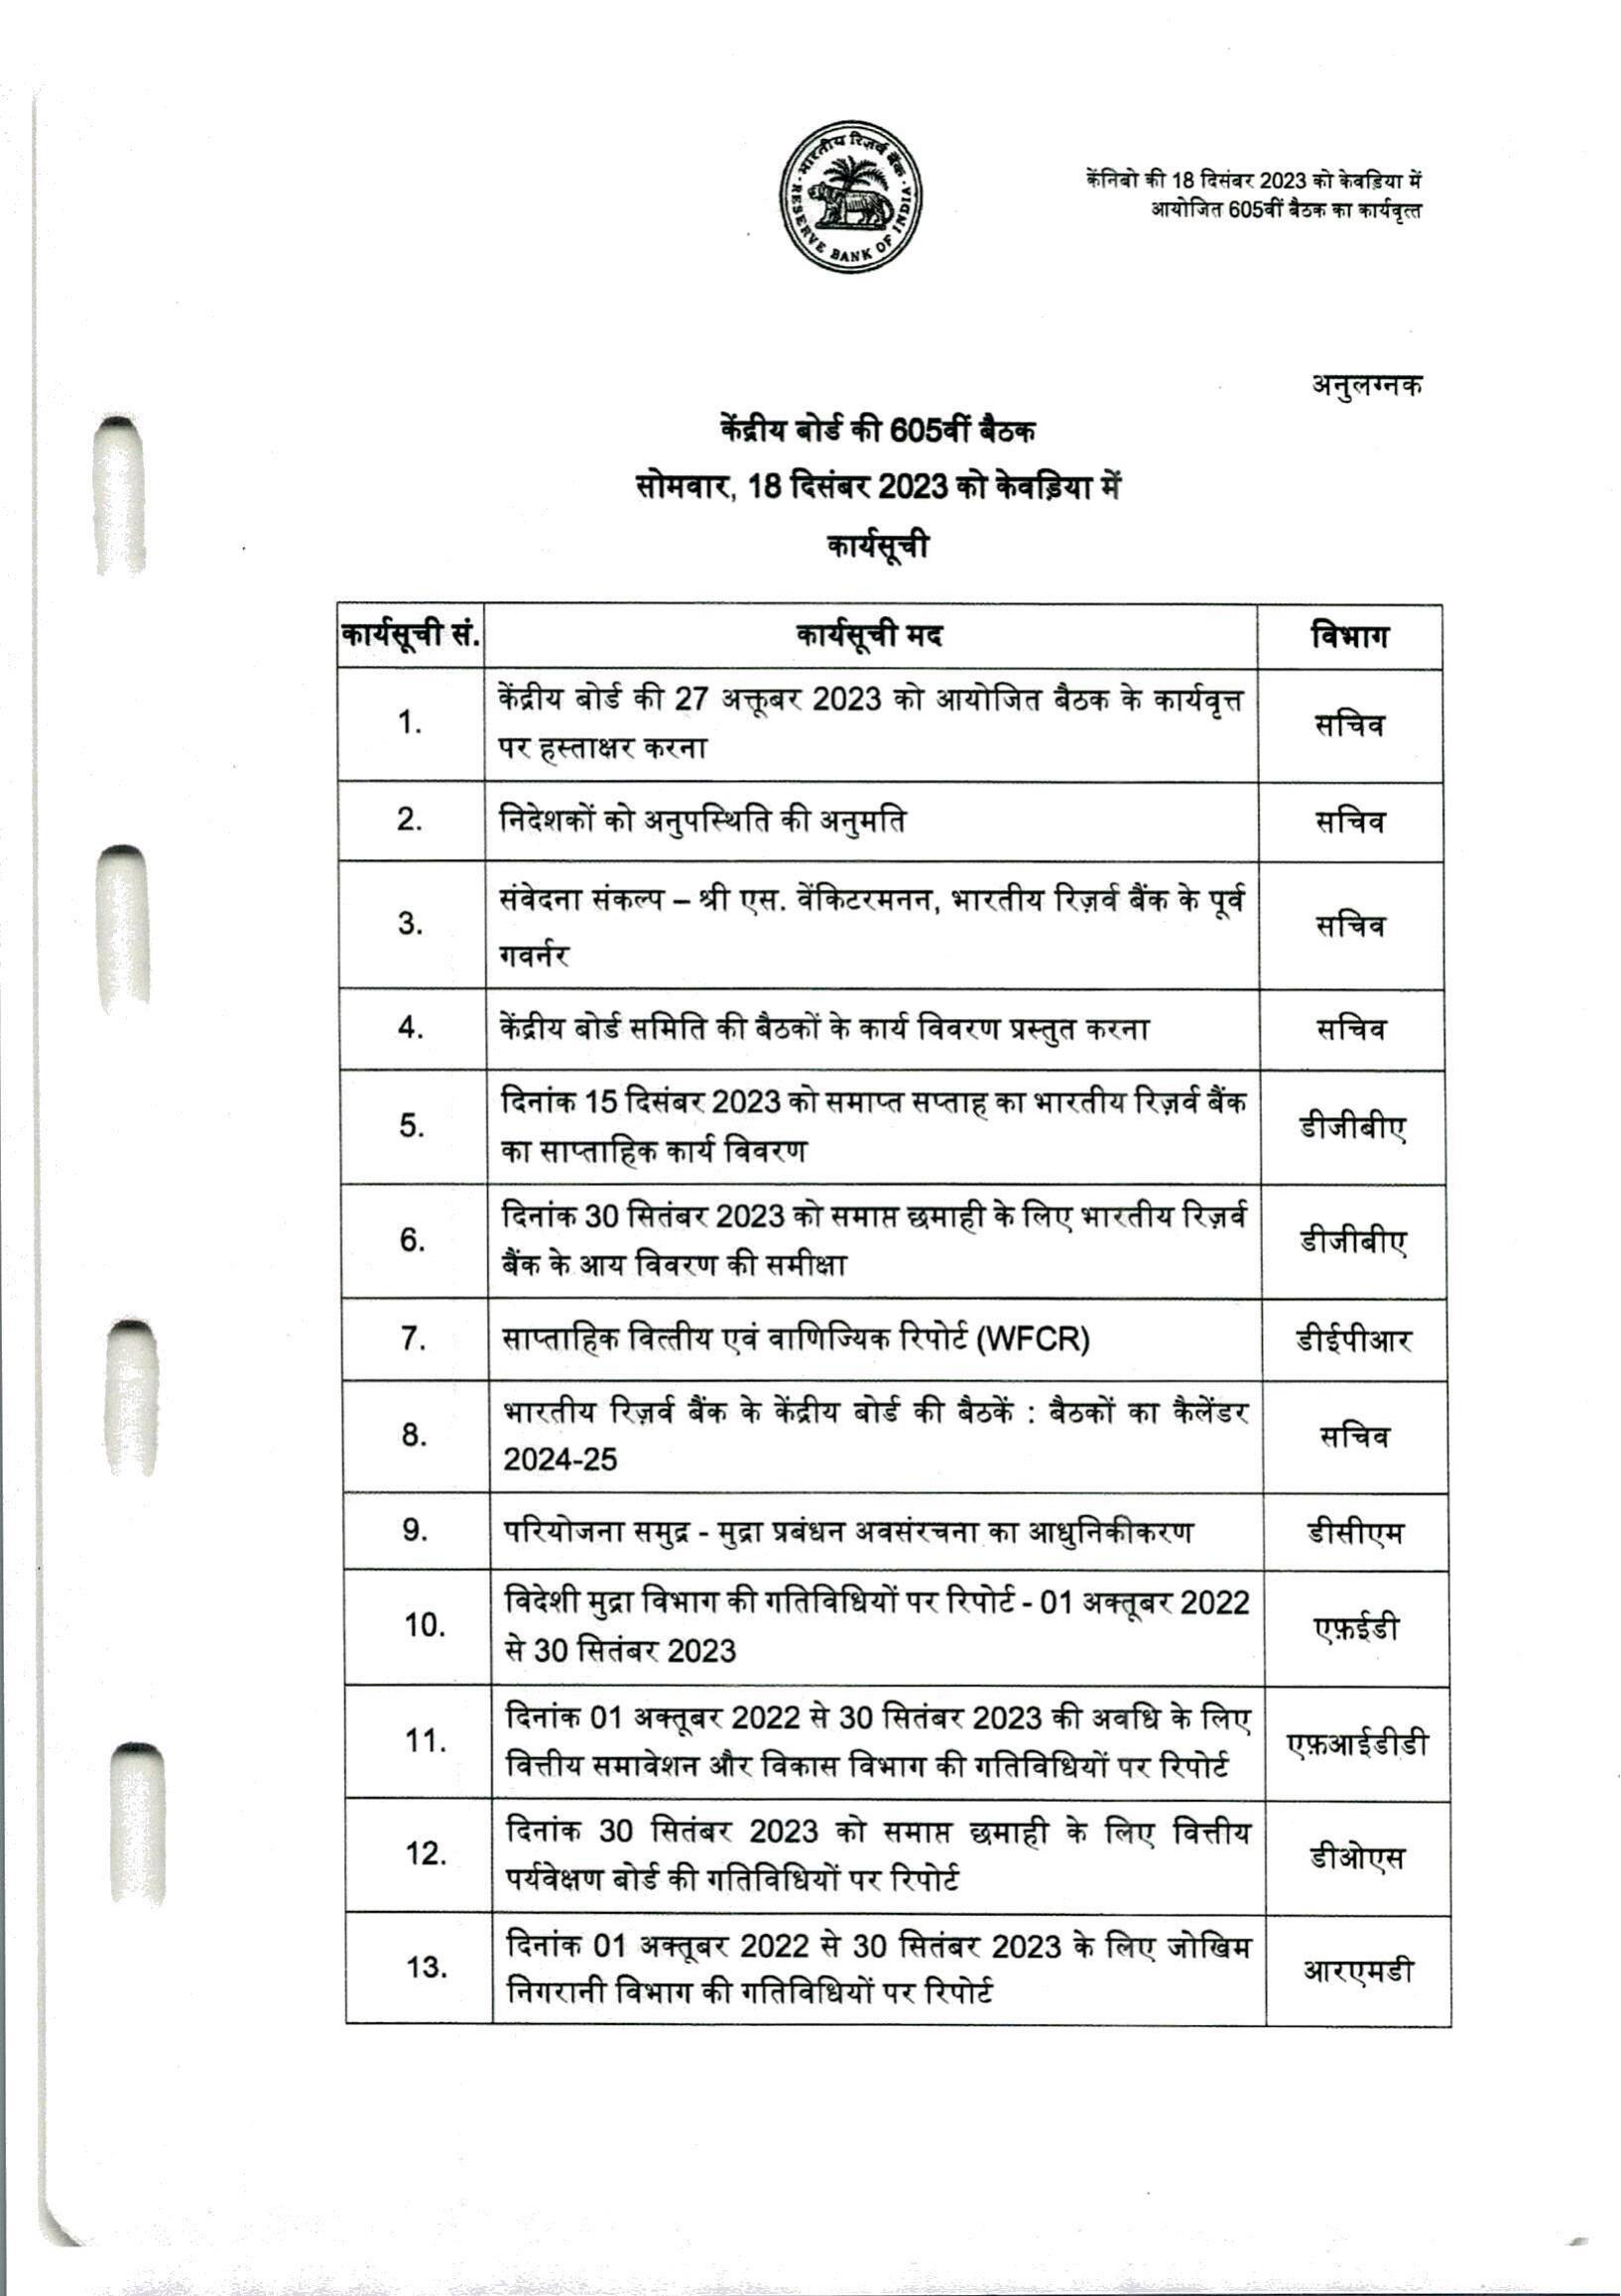 भारतीय रिज़र्व बैंक
RESERVE BANK OF INDIA
केंनिबो की 18 दिसंबर 2023 को केवड़िया में
आयोजित 605वीं बैठक का कार्यवृत्त
अनुलग्नक
केंद्रीय बोर्ड की 605वीं बैठक
सोमवार, 18 दिसंबर 2023 को केवड़िया में
कार्यसूची
कार्यसूची सं. कार्यसूची मद विभाग
1. केंद्रीय बोर्ड की 27 अक्तूबर 2023 को आयोजित बैठक के कार्यवृत्त
पर हस्ताक्षर करना सचिव
2. निदेशकों को अनुपस्थिति की अनुमति सचिव
3. संवेदना संकल्प – श्री एस. वेंकिटरमनन, भारतीय रिज़र्व बैंक के पूर्व
गवर्नर सचिव
4. केंद्रीय बोर्ड समिति की बैठकों के कार्य विवरण प्रस्तुत करना सचिव
5. दिनांक 15 दिसंबर 2023 को समाप्त सप्ताह का भारतीय रिज़र्व बैंक
का साप्ताहिक कार्य विवरण डीजीबीए
6. दिनांक 30 सितंबर 2023 को समाप्त छमाही के लिए भारतीय रिज़र्व
बैंक के आय विवरण की समीक्षा डीजीबीए
7. साप्ताहिक वित्तीय एवं वाणिज्यिक रिपोर्ट (WFCR) डीईपीआर
8. भारतीय रिज़र्व बैंक के केंद्रीय बोर्ड की बैठकें : बैठकों का कैलेंडर
2024-25 सचिव
9. परियोजना समुद्र - मुद्रा प्रबंधन अवसंरचना का आधुनिकीकरण डीसीएम
10. विदेशी मुद्रा विभाग की गतिविधियों पर रिपोर्ट - 01 अक्तूबर 2022
से 30 सितंबर 2023 एफ़ईडी
11. दिनांक 01 अक्तूबर 2022 से 30 सितंबर 2023 की अवधि के लिए
वित्तीय समावेशन और विकास विभाग की गतिविधियों पर रिपोर्ट एफ़आईडीडी
12. दिनांक 30 सितंबर 2023 को समाप्त छमाही के लिए वित्तीय
पर्यवेक्षण बोर्ड की गतिविधियों पर रिपोर्ट डीओएस
13. दिनांक 01 अक्तूबर 2022 से 30 सितंबर 2023 के लिए जोखिम
निगरानी विभाग की गतिविधियों पर रिपोर्ट आरएमडी